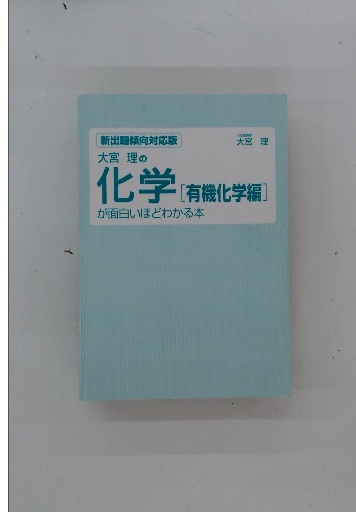 新出題傾向対応版
大宮 理
大宮 理の
化学[有機化学編]
が面白いほどわかる本